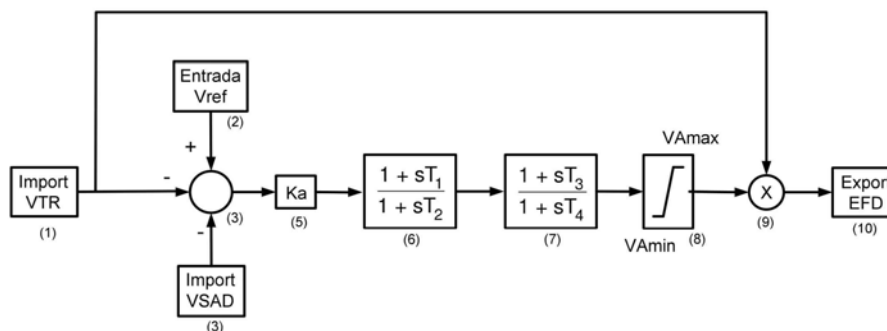 VAmax
Entrada
Vref
(2)
+
-
Import
VTR
(1)
(3)
Ka
(5)
1 + sT₁
1 + sT₂
(6)
1 + sT₃
1 + sT₄
(7)
VAmin
(8)
X
(9)
Export
EFD
(10)
-
Import
VSAD
(3)